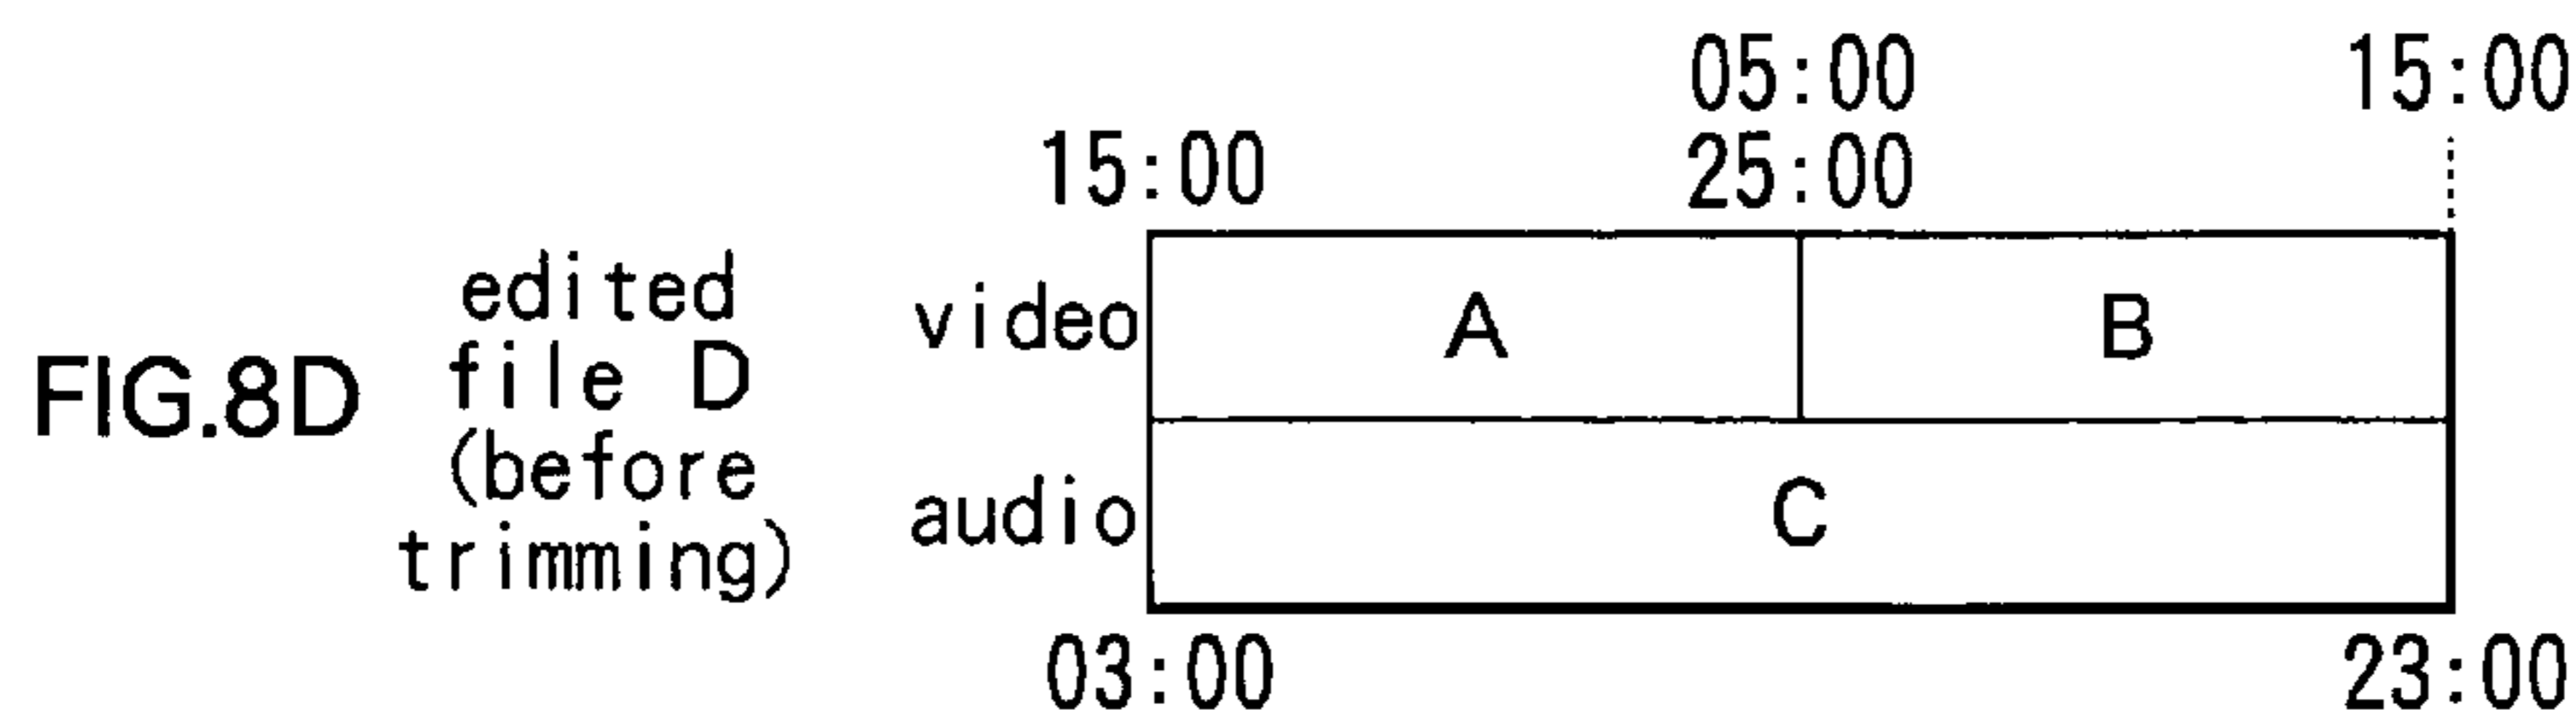 FIG.8D
edited
file D
(before
trimming)
05:00
15:00
15:00
25:00
video
A
B
audio
C
03:00
23:00